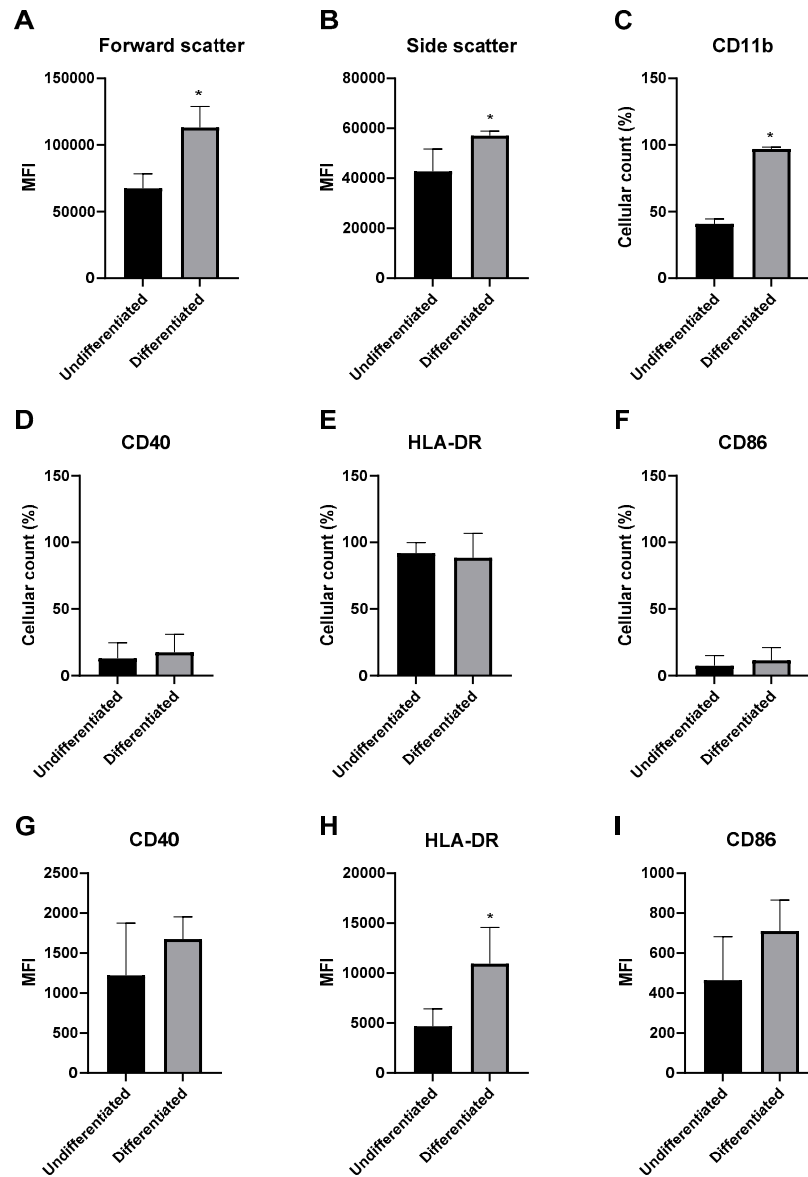 A
Forward scatter
MFI
150000
100000
50000
0
*
Undifferentiated
Differentiated
B
Side scatter
MFI
80000
60000
40000
20000
0
*
Undifferentiated
Differentiated
C
CD11b
Cellular count (%)
150
100
50
0
*
Undifferentiated
Differentiated
D
CD40
Cellular count (%)
150
100
50
0
Undifferentiated
Differentiated
E
HLA-DR
Cellular count (%)
150
100
50
0
Undifferentiated
Differentiated
F
CD86
Cellular count (%)
150
100
50
0
Undifferentiated
Differentiated
G
CD40
MFI
2500
2000
1500
1000
500
0
Undifferentiated
Differentiated
H
HLA-DR
MFI
20000
15000
10000
5000
0
*
Undifferentiated
Differentiated
I
CD86
MFI
1000
800
600
400
200
0
Undifferentiated
Differentiated